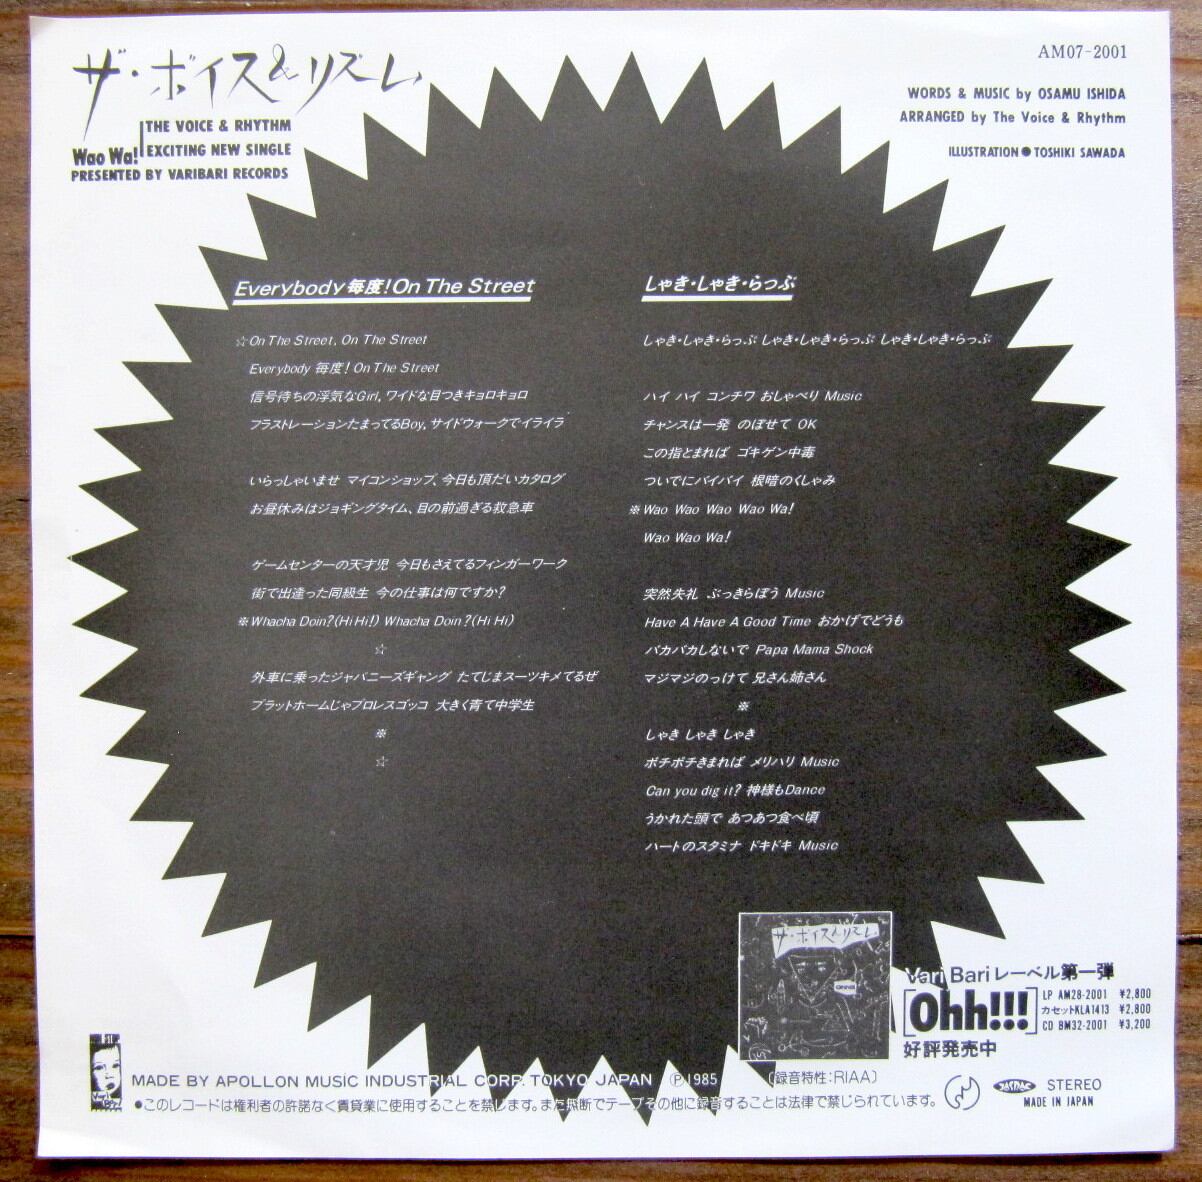 ザ・ボイス&リズム
THE VOICE & RHYTHM
Wao Wa! EXCITING NEW SINGLE
PRESENTED BY VARIBARI RECORDS
AM07-2001
WORDS & MUSIC by OSAMU ISHIDA
ARRANGED by The Voice & Rhythm
ILLUSTRATION●TOSHIKI SAWADA
Everybody毎度!On The Street
☆On The Street, On The Street
Everybody 毎度! On The Street
信号待ちの浮気なGirl, ワイドな目つきキョロキョロ
フラストレーションたまってるBoy, サイドウォークでイライラ
いらっしゃいませ マイコンショップ、今日も頂だいカタログ
お昼休みはジョギングタイム、目の前過ぎる救急車
ゲームセンターの天才児 今日もさえてるフィンガーワーク
街で出逢った同級生 今の仕事は何ですか?
※Whacha Doin?(Hi Hi!) Whacha Doin?(Hi Hi)
☆
外車に乗ったジャパニーズギャング たてじまスーツキメてるぜ
プラットホームじゃプロレスゴッコ 大きく育て中学生
※
☆
しゃき・しゃき・らっぷ
しゃき・しゃき・らっぷ しゃき・しゃき・らっぷ しゃき・しゃき・らっぷ
ハイ ハイ コンチワ おしゃべり Music
チャンスは一発 のぼせて OK
この指とまれば ゴキゲン中毒
ついでにバイバイ 根暗のくしゃみ
※Wao Wao Wao Wao Wa!
Wao Wao Wa!
突然失礼 ぶっきらぼう Music
Have A Have A Good Time おかげでどうも
バカバカしないで Papa Mama Shock
マジマジのっけて 兄さん姉さん
※
しゃき しゃき しゃき
ボチボチきまれば メリハリ Music
Can you dig it? 神様もDance
うかれた頭で あつあつ食べ頃
ハートのスタミナ ドキドキ Music
ザ・ボイス&リズム
Vari Bariレーベル第一弾
[Ohh!!!]
LP AM28-2001 ¥2,800
カセットKLA1413 ¥2,800
CD BM32-2001 ¥3,200
好評発売中
MADE BY APOLLON MUSIC INDUSTRIAL CORP. TOKYO JAPAN ℗1985 〔録音特性:RIAA〕
●このレコードは権利者の許諾なく賃貸業に使用することを禁じます。また無断でテープその他に録音することは法律で禁じられています。
JASRAC
STEREO
MADE IN JAPAN